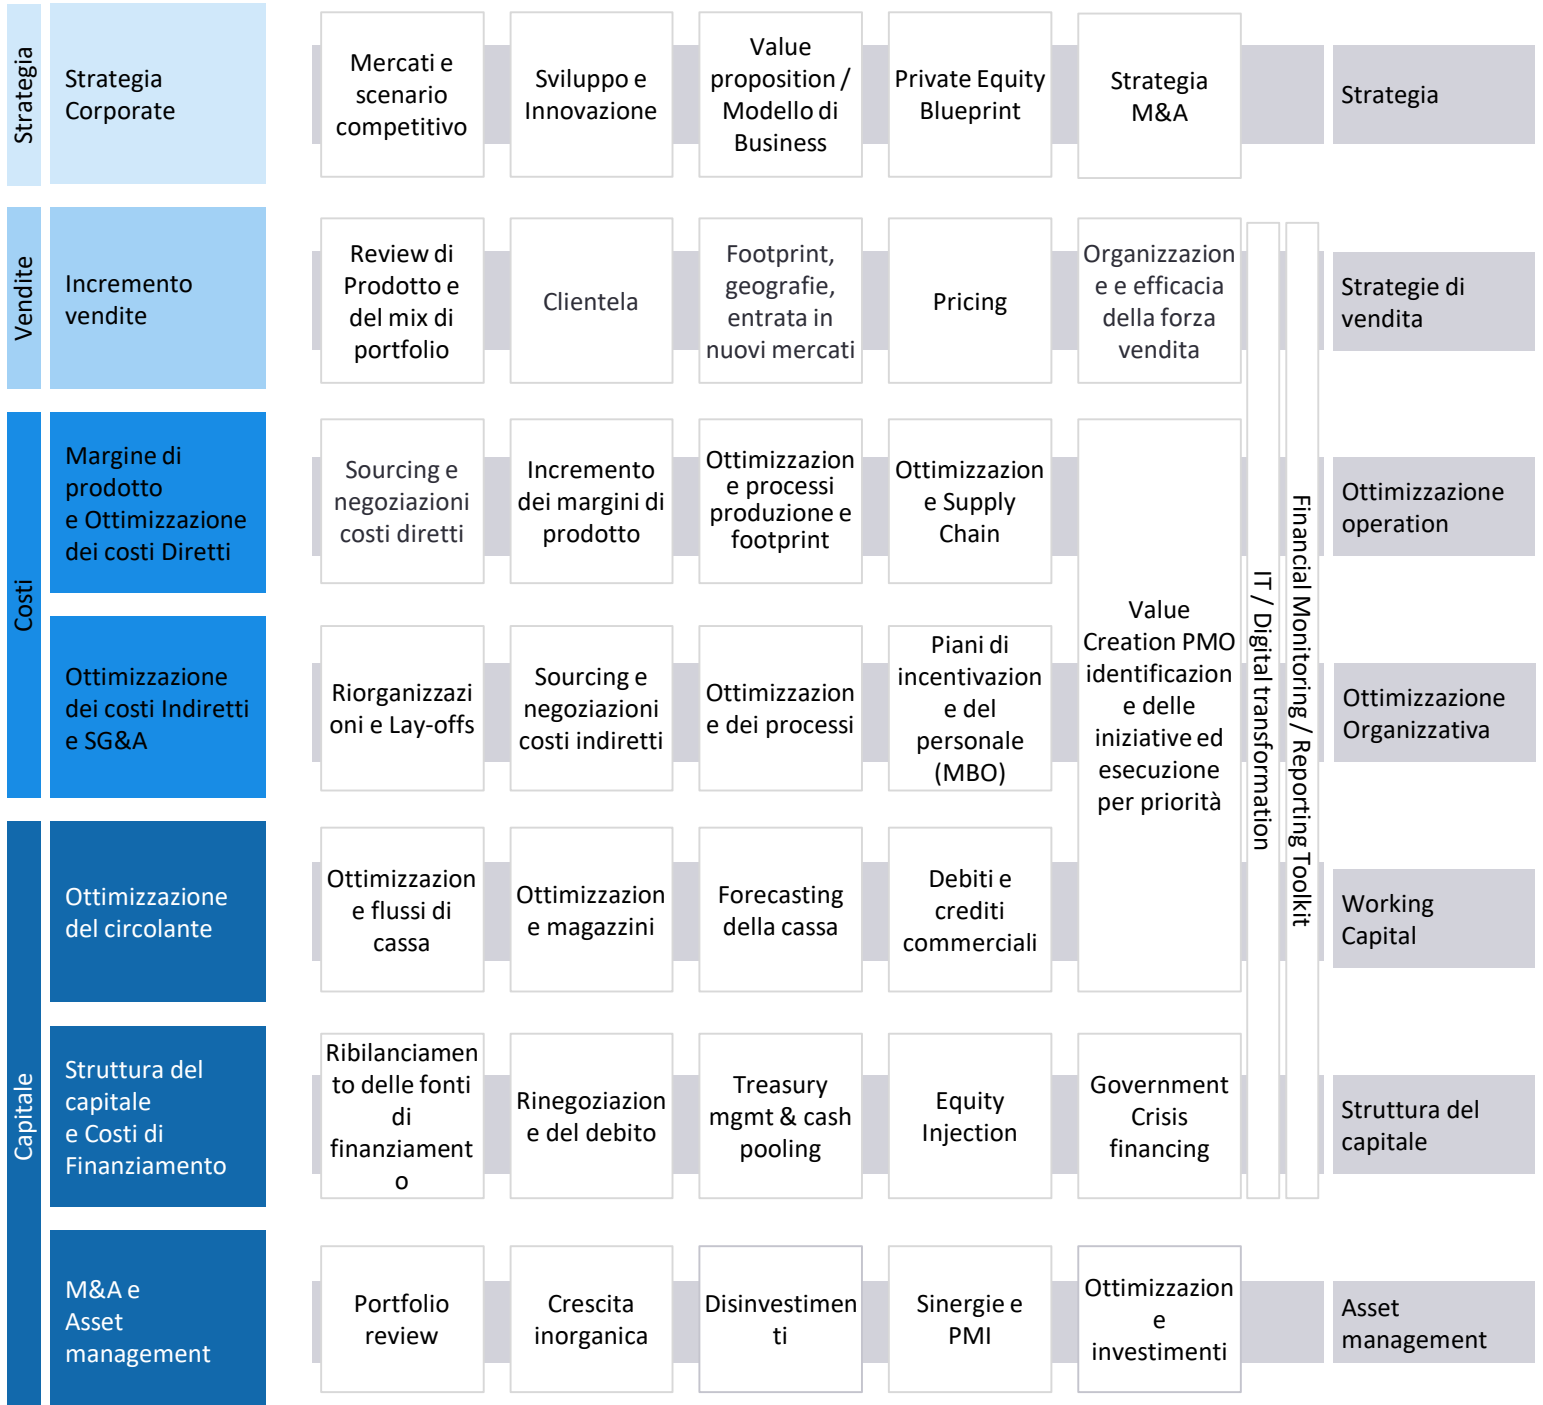 Strategia
Strategia
Corporate
Mercati e
scenario
competitivo
Sviluppo e
Innovazione
Value
proposition /
Modello di
Business
Private Equity
Blueprint
Strategia
M&A
Strategia
Vendite
Incremento
vendite
Review di
Prodotto e
del mix di
portfolio
Clientela
Footprint,
geografie,
entrata in
nuovi mercati
Pricing
Organizzazion
e e efficacia
della forza
vendita
Strategie di
vendita
Costi
Margine di
prodotto
e Ottimizzazione
dei costi Diretti
Sourcing e
negoziazioni
costi diretti
Incremento
dei margini di
prodotto
Ottimizzazion
e processi
produzione e
footprint
Ottimizzazion
e Supply
Chain
Value
Creation PMO
identificazion
e delle
iniziative ed
esecuzione
per priorità
IT / Digital transformation
Financial Monitoring / Reporting Toolkit
Ottimizzazione
operation
Ottimizzazione
dei costi Indiretti
e SG&A
Riorganizzazi
oni e Lay-offs
Sourcing e
negoziazioni
costi indiretti
Ottimizzazion
e dei processi
Piani di
incentivazion
e del
personale
(MBO)
Ottimizzazione
Organizzativa
Capitale
Ottimizzazione
del circolante
Ottimizzazion
e flussi di
cassa
Ottimizzazion
e magazzini
Forecasting
della cassa
Debiti e
crediti
commerciali
Working
Capital
Struttura del
capitale
e Costi di
Finanziamento
Ribilanciamen
to delle fonti
di
finanziament
o
Rinegoziazion
e del debito
Treasury
mgmt & cash
pooling
Equity
Injection
Government
Crisis
financing
Struttura del
capitale
M&A e
Asset
management
Portfolio
review
Crescita
inorganica
Disinvestimen
ti
Sinergie e
PMI
Ottimizzazion
e
investimenti
Asset
management